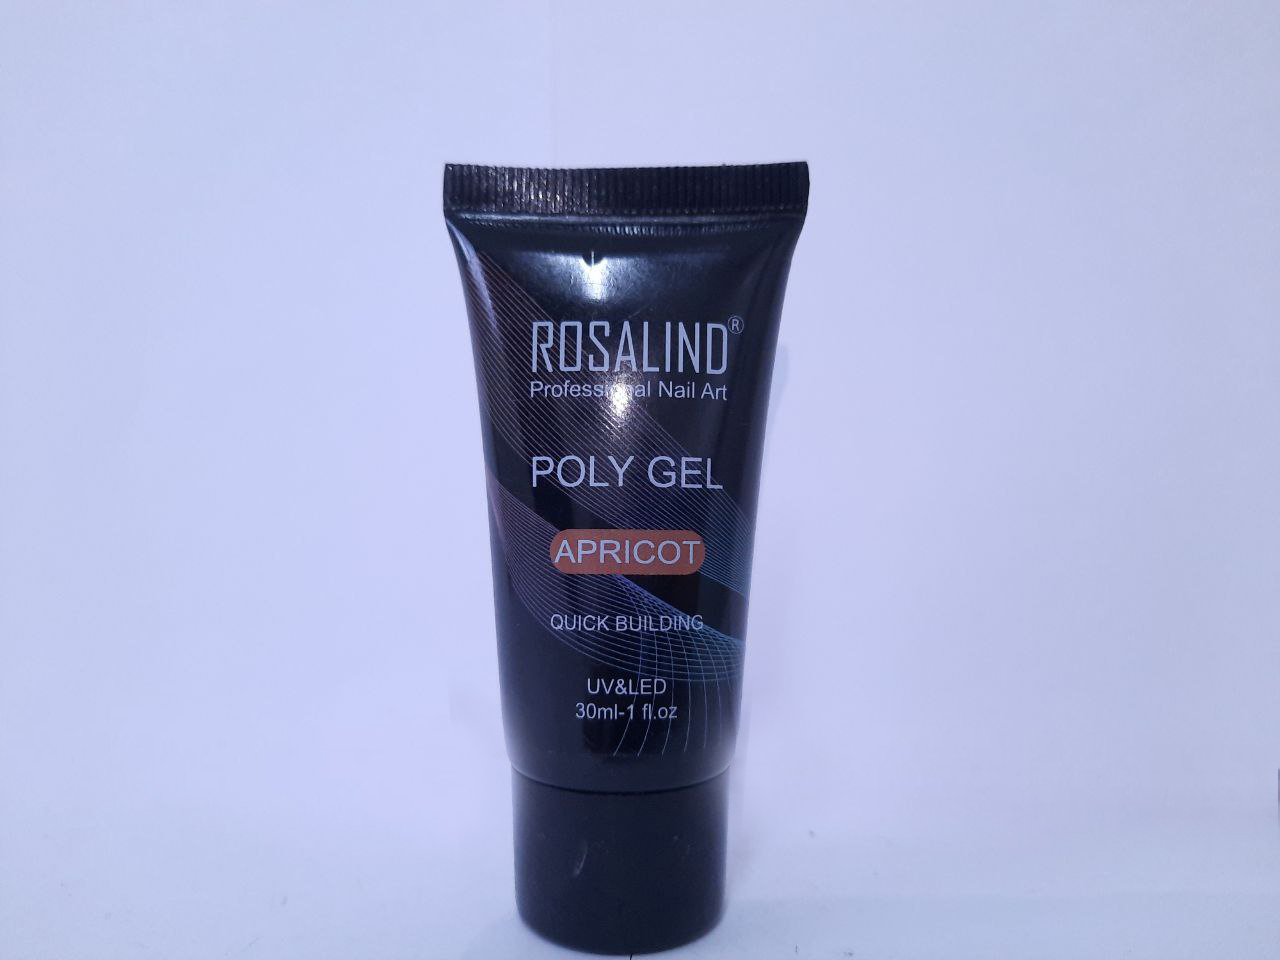 ROSALIND®
Professional Nail Art
POLY GEL
APRICOT
QUICK BUILDING
UV&LED
30ml-1 fl.oz